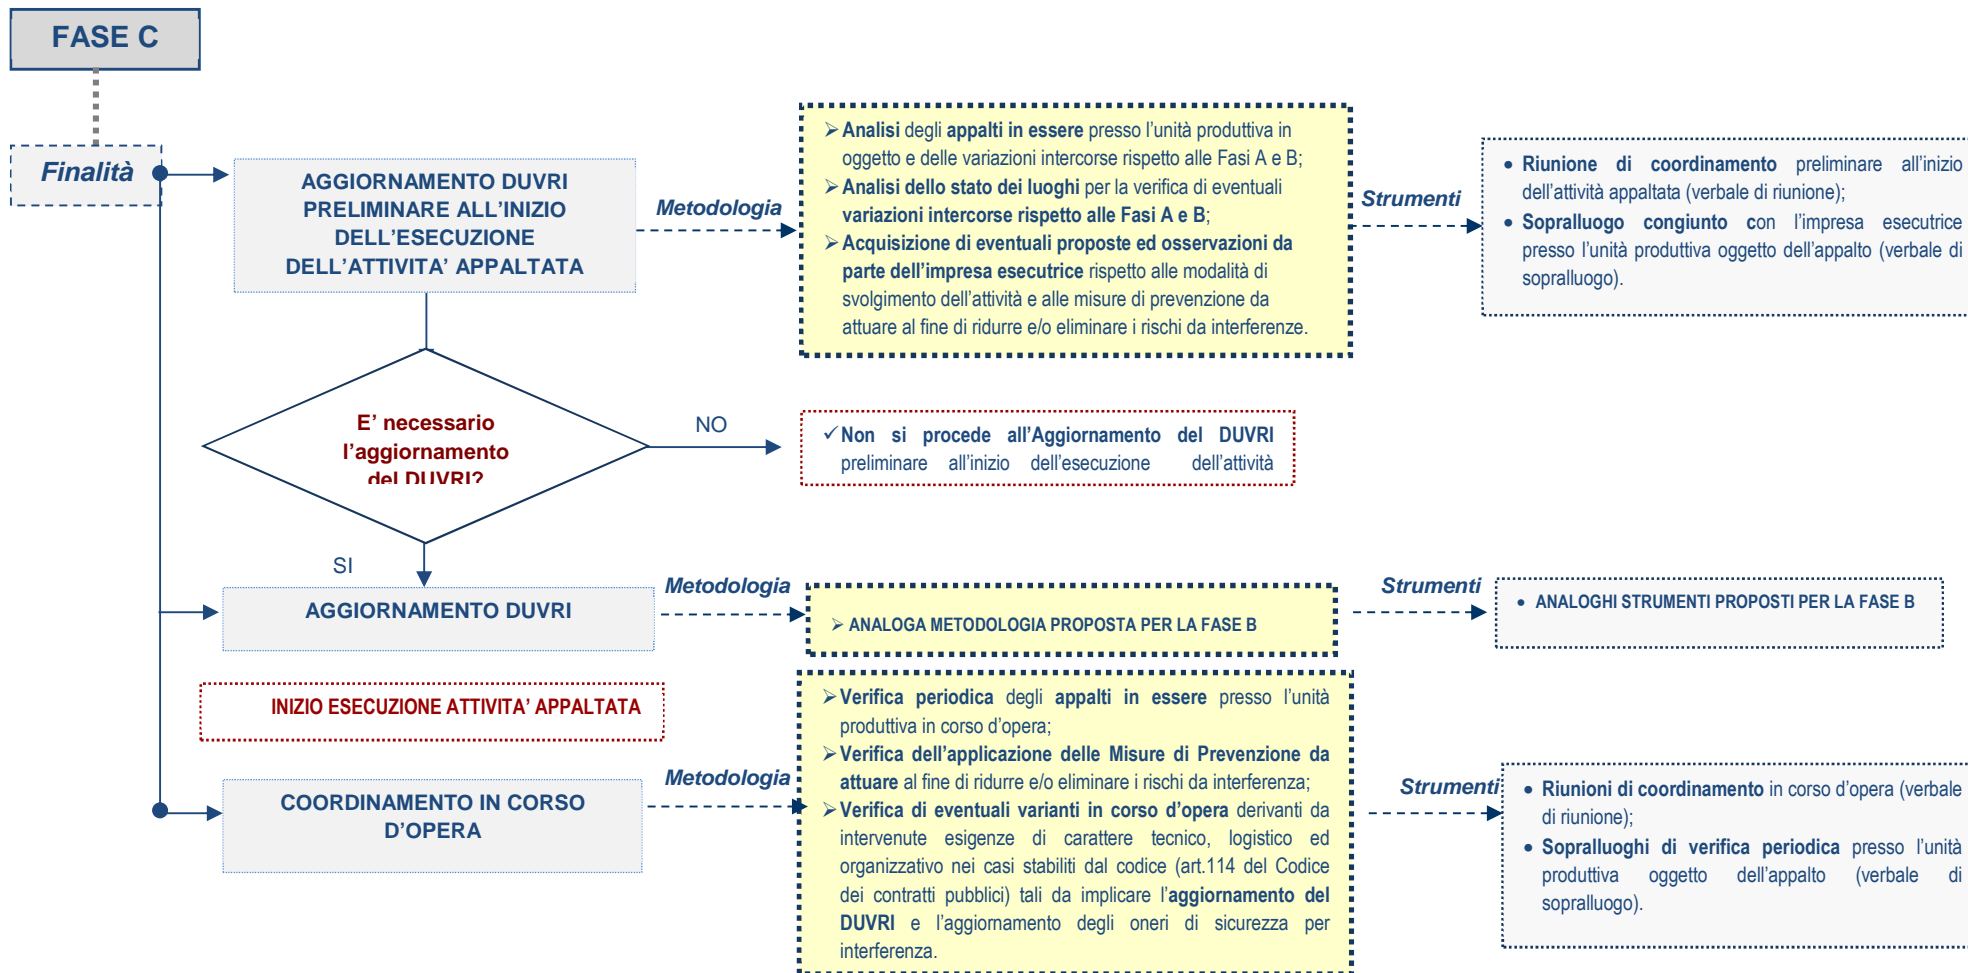 FASE C
Finalità
AGGIORNAMENTO DUVRI
PRELIMINARE ALL'INIZIO
DELL'ESECUZIONE
DELL'ATTIVITA' APPALTATA
Metodologia
➢ Analisi degli appalti in essere presso l'unità produttiva in
oggetto e delle variazioni intercorse rispetto alle Fasi A e B;
➢ Analisi dello stato dei luoghi per la verifica di eventuali
variazioni intercorse rispetto alle Fasi A e B;
➢ Acquisizione di eventuali proposte ed osservazioni da
parte dell'impresa esecutrice rispetto alle modalità di
svolgimento dell'attività e alle misure di prevenzione da
attuare al fine di ridurre e/o eliminare i rischi da interferenze.
Strumenti
• Riunione di coordinamento preliminare all'inizio
dell'attività appaltata (verbale di riunione);
• Sopralluogo congiunto con l'impresa esecutrice
presso l'unità produttiva oggetto dell'appalto (verbale di
sopralluogo).
E' necessario
l'aggiornamento
del DUVRI?
NO
✓ Non si procede all'Aggiornamento del DUVRI
preliminare all'inizio dell'esecuzione dell'attività
SI
AGGIORNAMENTO DUVRI
Metodologia
➢ ANALOGA METODOLOGIA PROPOSTA PER LA FASE B
Strumenti
• ANALOGHI STRUMENTI PROPOSTI PER LA FASE B
INIZIO ESECUZIONE ATTIVITA' APPALTATA
COORDINAMENTO IN CORSO
D'OPERA
Metodologia
➢ Verifica periodica degli appalti in essere presso l'unità
produttiva in corso d'opera;
➢ Verifica dell'applicazione delle Misure di Prevenzione da
attuare al fine di ridurre e/o eliminare i rischi da interferenza;
➢ Verifica di eventuali varianti in corso d'opera derivanti da
intervenute esigenze di carattere tecnico, logistico ed
organizzativo nei casi stabiliti dal codice (art.114 del Codice
dei contratti pubblici) tali da implicare l'aggiornamento del
DUVRI e l'aggiornamento degli oneri di sicurezza per
interferenza.
Strumenti
• Riunioni di coordinamento in corso d'opera (verbale
di riunione);
• Sopralluoghi di verifica periodica presso l'unità
produttiva oggetto dell'appalto (verbale di
sopralluogo).